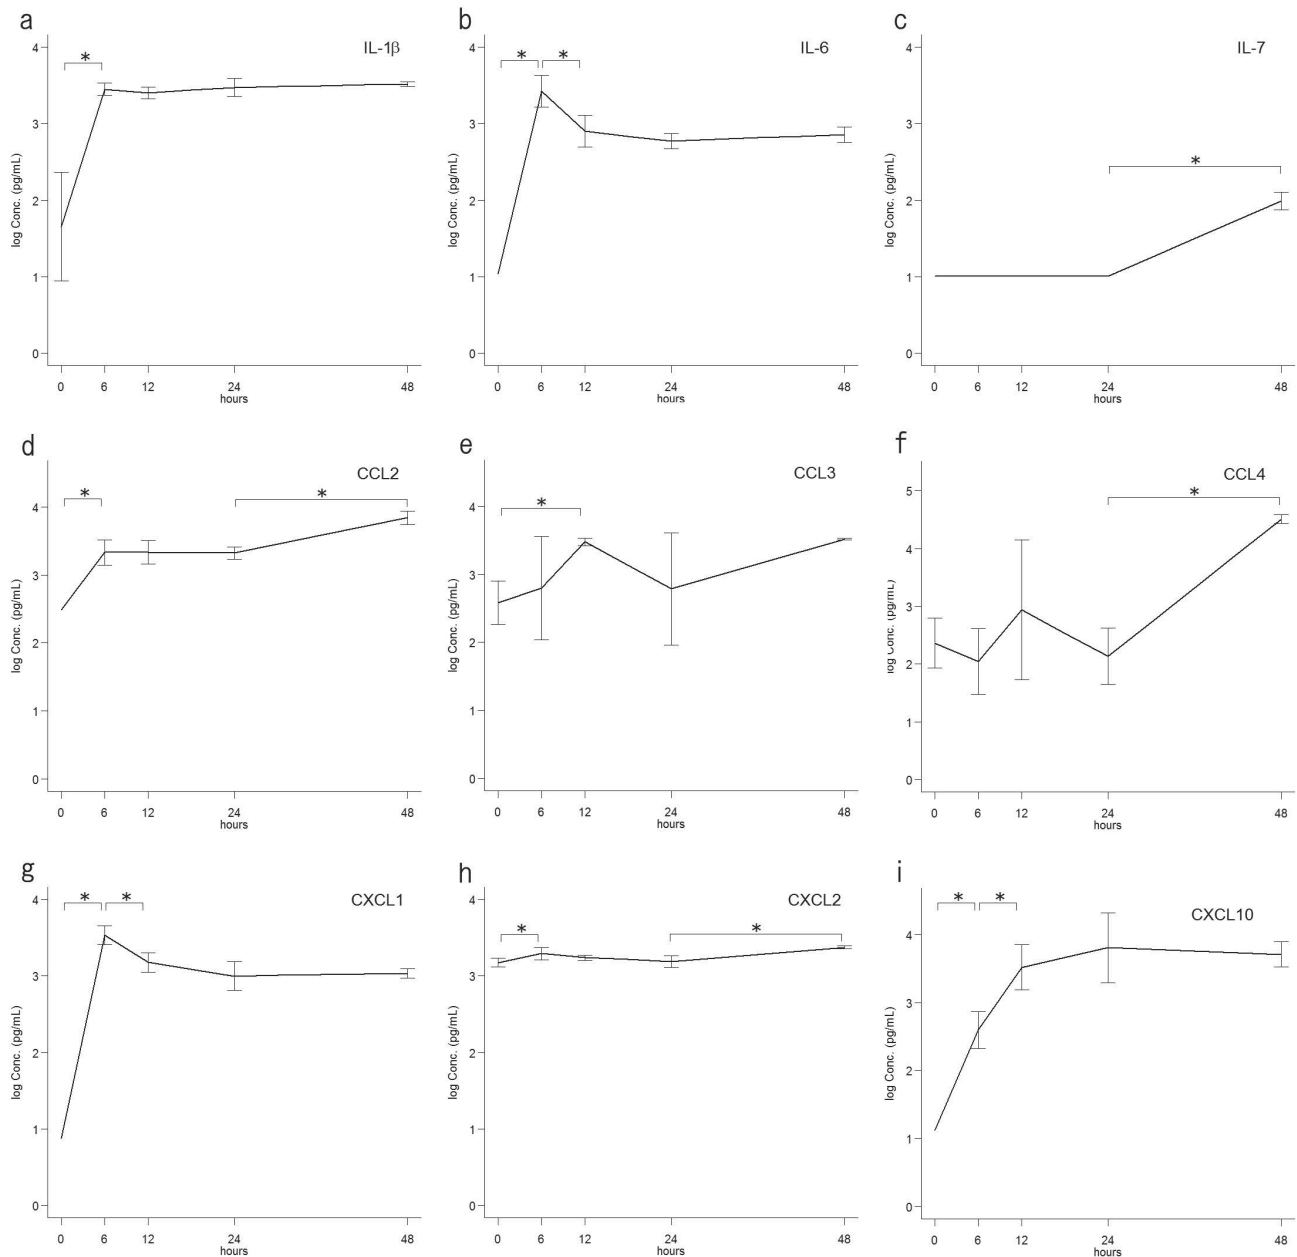 a
IL-1β
*
4
3
2
1
0
log Conc. (pg/mL)
0 6 12 24 48
hours
b
IL-6
* *
4
3
2
1
0
log Conc. (pg/mL)
0 6 12 24 48
hours
c
IL-7
*
4
3
2
1
0
log Conc. (pg/mL)
0 6 12 24 48
hours
d
CCL2
* *
4
3
2
1
0
log Conc. (pg/mL)
0 6 12 24 48
hours
e
CCL3
*
4
3
2
1
0
log Conc. (pg/mL)
0 6 12 24 48
hours
f
CCL4
*
5
4
3
2
1
0
log Conc. (pg/mL)
0 6 12 24 48
hours
g
CXCL1
* *
4
3
2
1
0
log Conc. (pg/mL)
0 6 12 24 48
hours
h
CXCL2
* *
4
3
2
1
0
log Conc. (pg/mL)
0 6 12 24 48
hours
i
* *
CXCL10
4
3
2
1
0
log Conc. (pg/mL)
0 6 12 24 48
hours